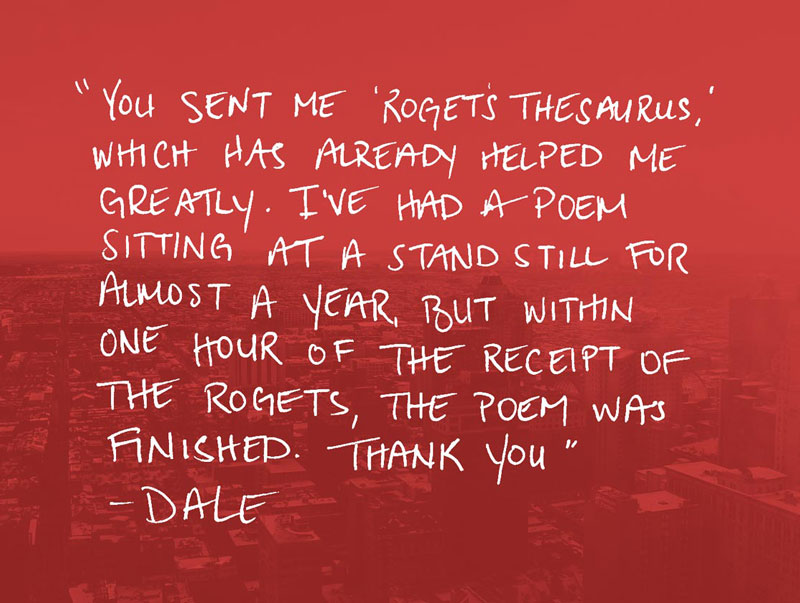 "YOU SENT ME 'ROGET'S THESAURUS,'
WHICH HAS ALREADY HELPED ME
GREATLY. I'VE HAD A POEM
SITTING AT A STAND STILL FOR
ALMOST A YEAR, BUT WITHIN
ONE HOUR OF THE RECEIPT OF
THE ROGETS, THE POEM WAS
FINISHED. THANK YOU"
-DALE